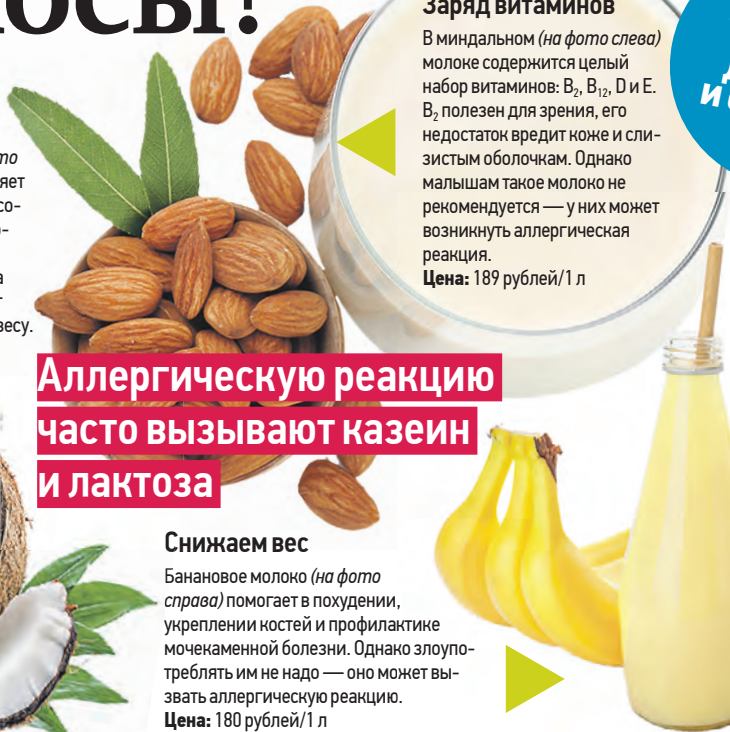 Заряд витаминов
В миндальном (на фото слева)
молоке содержится целый
набор витаминов: B₂, B₁₂, D и E.
B₂ полезен для зрения, его
недостаток вредит коже и сли-
зистым оболочкам. Однако
малышам такое молоко не
рекомендуется — у них может
возникнуть аллергическая
реакция.
Цена: 189 рублей/1 л
Аллергическую реакцию
часто вызывают казеин
и лактоза
Снижаем вес
Банановое молоко (на фото
справа) помогает в похудении,
укреплении костей и профилактике
мочекаменной болезни. Однако злоупо-
треблять им не надо — оно может вы-
звать аллергическую реакцию.
Цена: 180 рублей/1 л